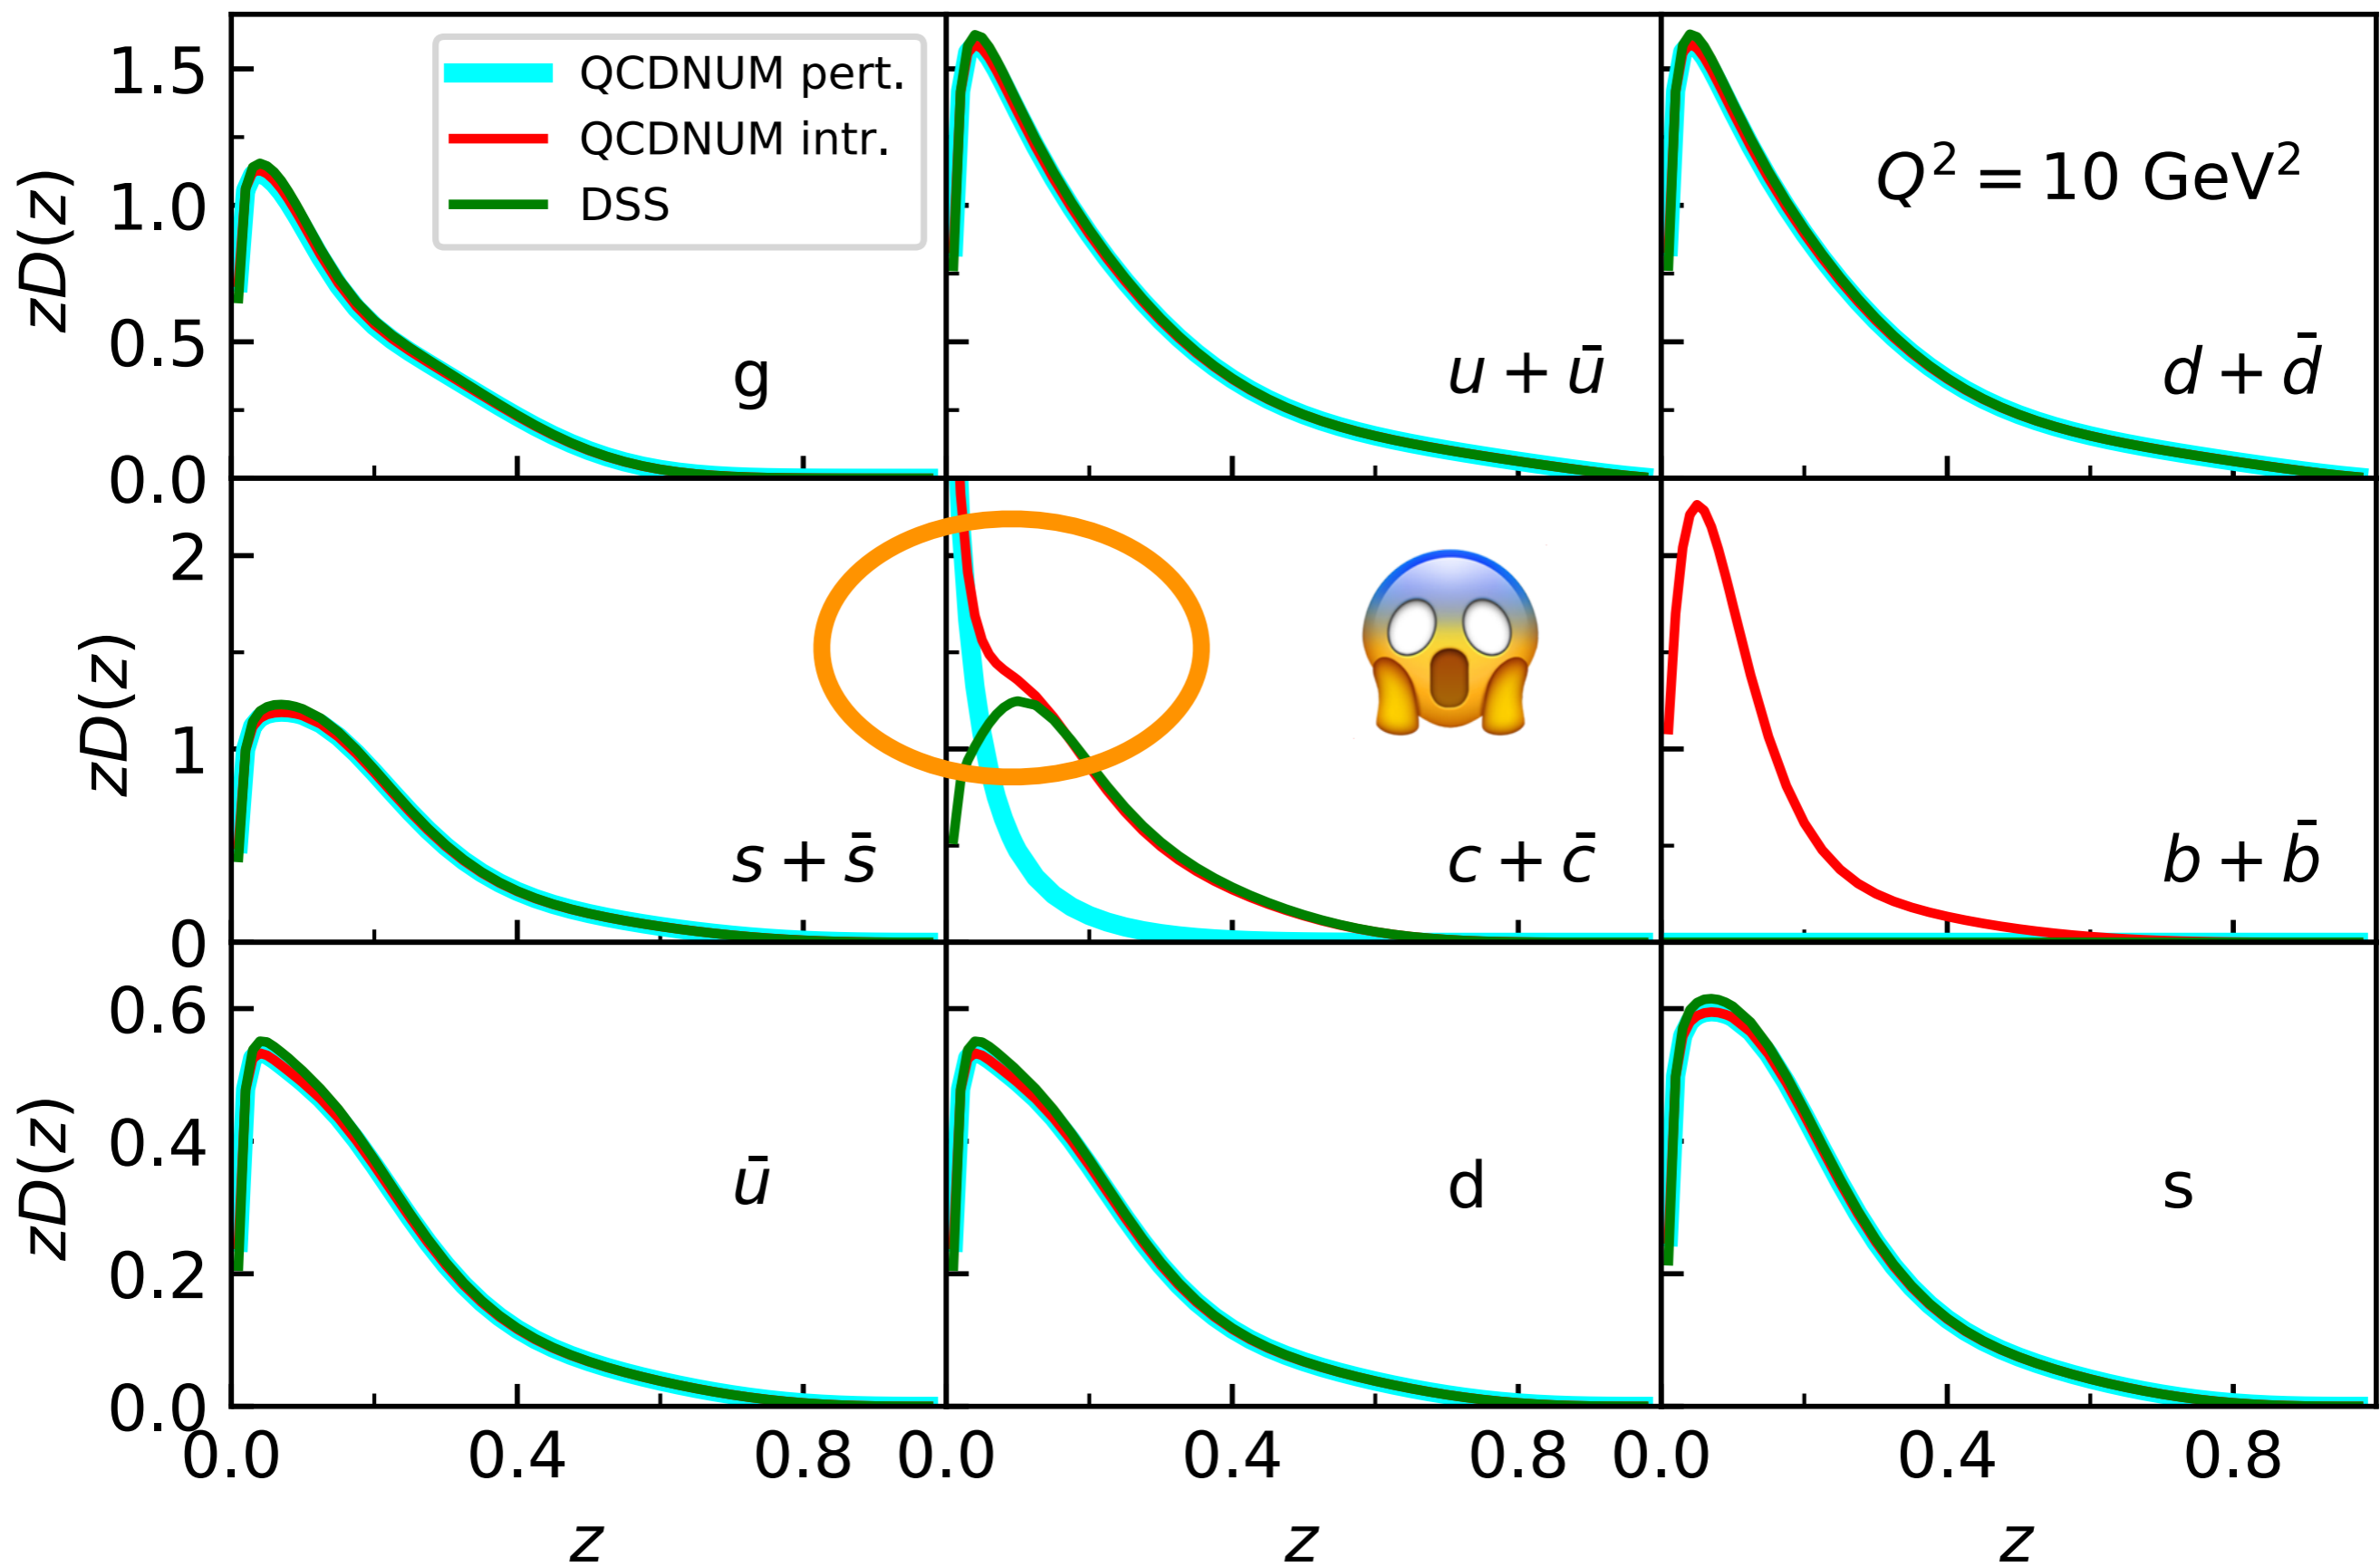 QCDNUM pert.
QCDNUM intr.
DSS
Q² = 10 GeV²
zD(z)
1.5
1.0
0.5
0.0
g
u + ū
d + d̄
zD(z)
2
1
0
s + s̄
c + c̄
b + b̄
zD(z)
0.6
0.4
0.2
0.0
ū
d
s
0.0 0.4 0.8 0.0 0.4 0.8 0.0 0.4 0.8
z z z